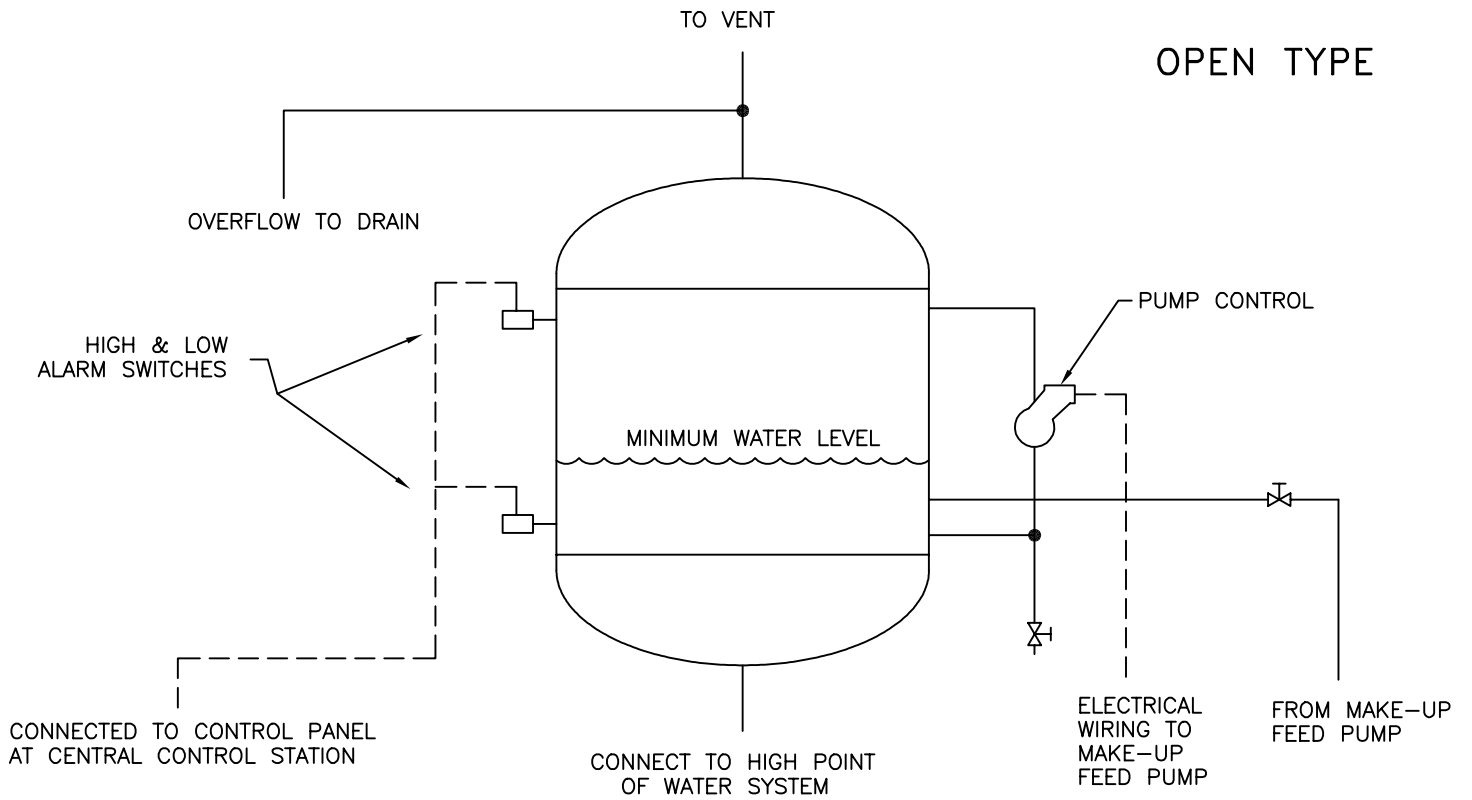 TO VENT
OPEN TYPE
OVERFLOW TO DRAIN
PUMP CONTROL
HIGH & LOW
ALARM SWITCHES
MINIMUM WATER LEVEL
CONNECTED TO CONTROL PANEL
AT CENTRAL CONTROL STATION
CONNECT TO HIGH POINT
OF WATER SYSTEM
ELECTRICAL
WIRING TO
MAKE-UP
FEED PUMP
FROM MAKE-UP
FEED PUMP